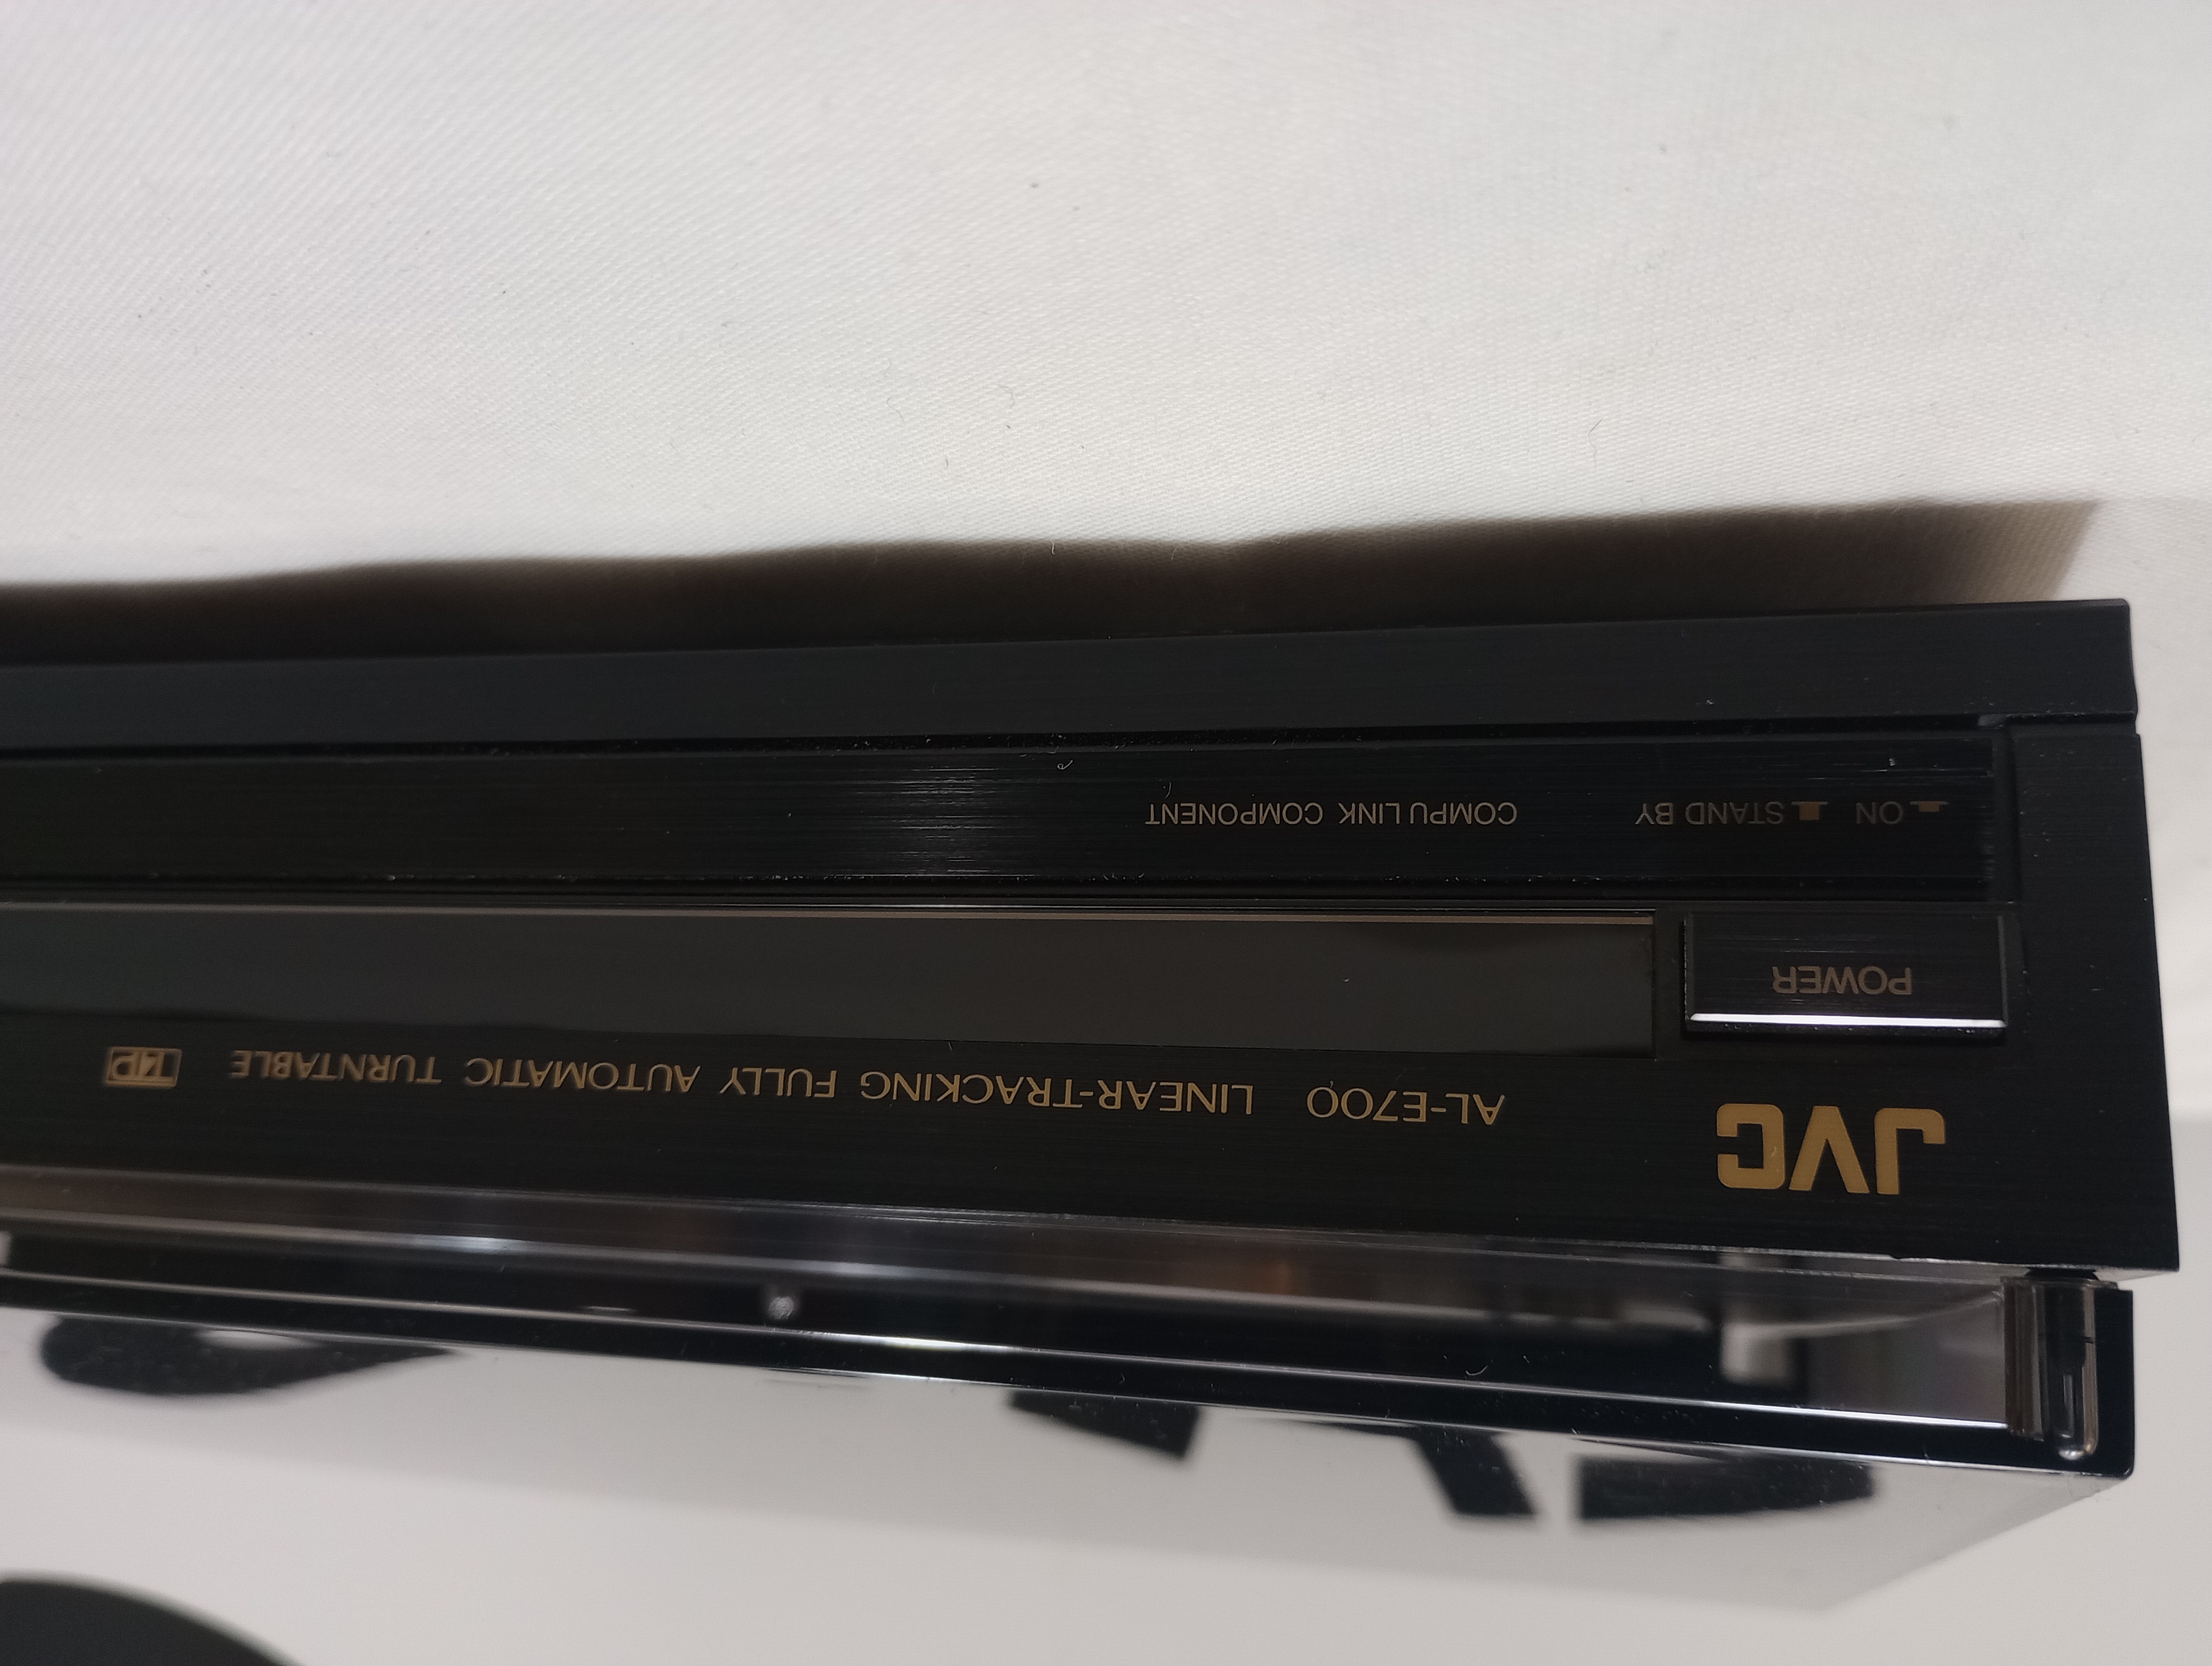 JVC
AL-E700 LINEAR-TRACKING FULLY AUTOMATIC TURNTABLE T4P
POWER
ON STAND BY COMPU LINK COMPONENT